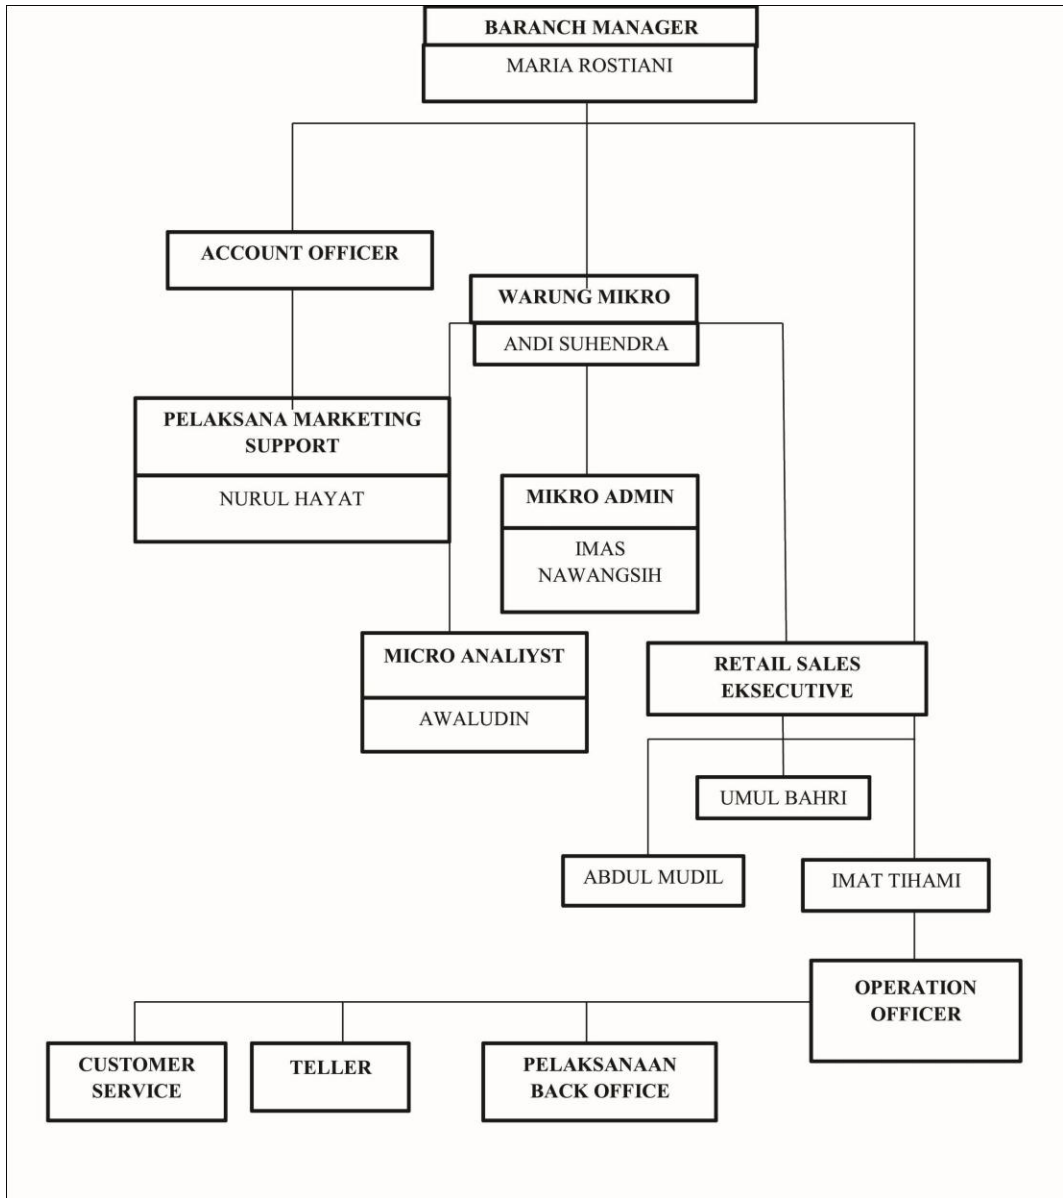 BARANCH MANAGER
MARIA ROSTIANI
ACCOUNT OFFICER
WARUNG MIKRO
ANDI SUHENDRA
PELAKSANA MARKETING
SUPPORT
NURUL HAYAT
MIKRO ADMIN
IMAS
NAWANGSIH
MICRO ANALIYST
AWALUDIN
RETAIL SALES
EKSECUTIVE
UMUL BAHRI
ABDUL MUDIL
IMAT TIHAMI
OPERATION
OFFICER
CUSTOMER
SERVICE
TELLER
PELAKSANAAN
BACK OFFICE